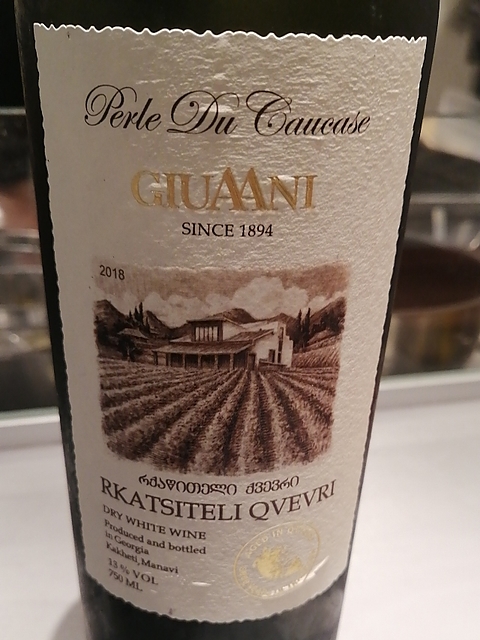 Perle Du Caucase
GIUAANI
SINCE 1894
2018
რქაწითელი ქვევრი
RKATSITELI QVEVRI
DRY WHITE WINE
Produced and bottled
in Georgia
Kakheti, Manavi
13 % VOL
750 ML